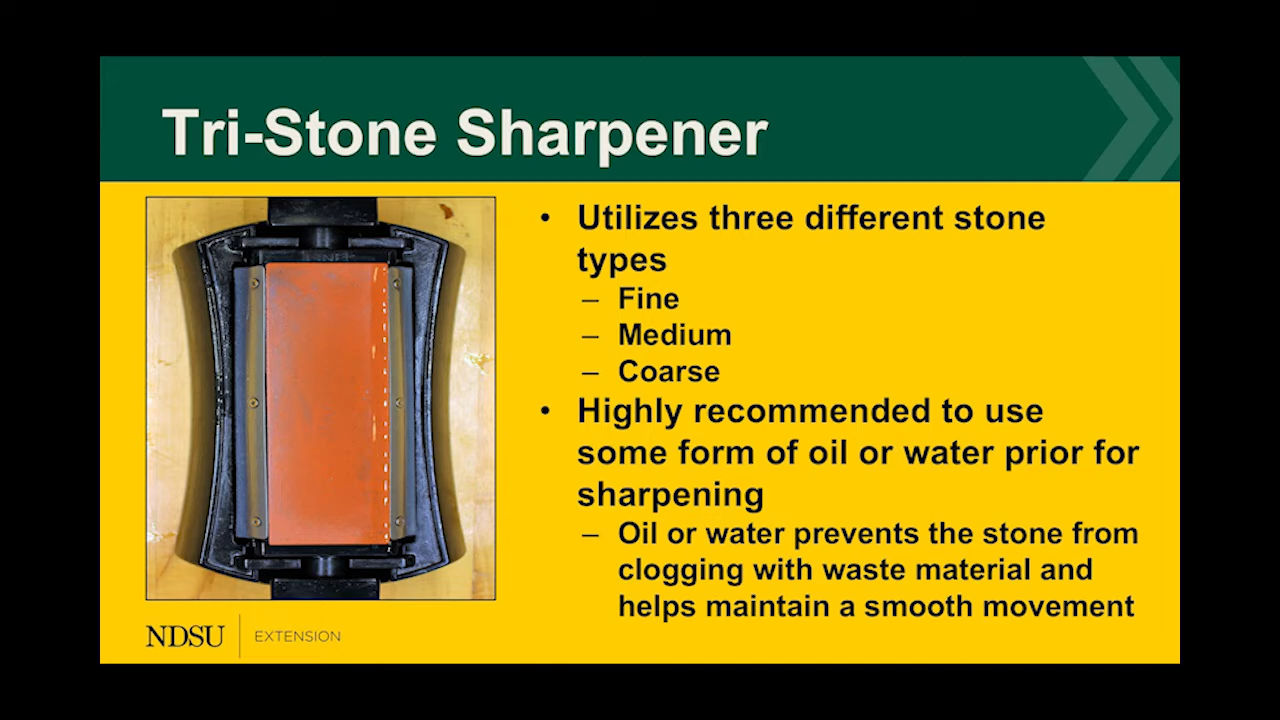 Tri-Stone Sharpener
• Utilizes three different stone
types
– Fine
– Medium
– Coarse
• Highly recommended to use
some form of oil or water prior for
sharpening
– Oil or water prevents the stone from
clogging with waste material and
helps maintain a smooth movement
NDSU | EXTENSION